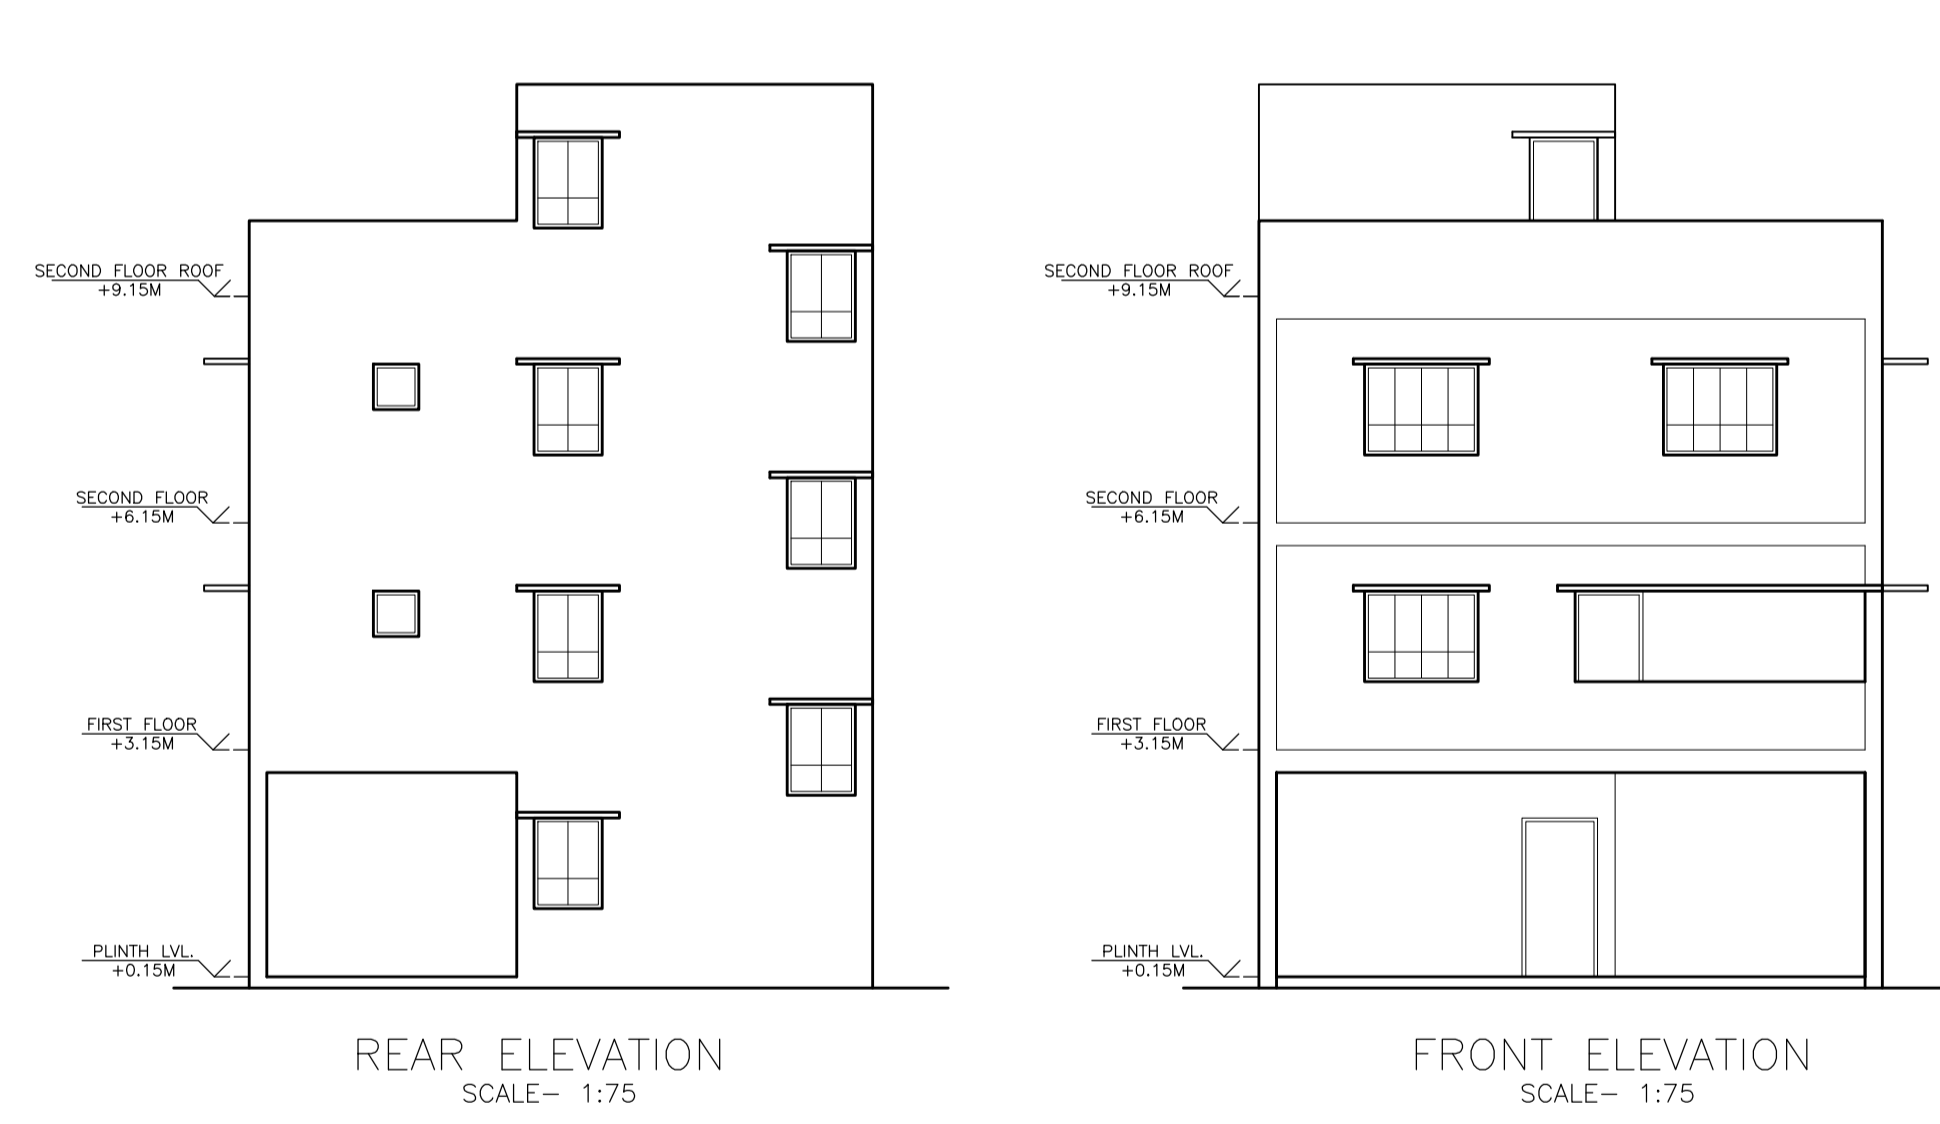 SECOND FLOOR ROOF
+9.15M
SECOND FLOOR
+6.15M
FIRST FLOOR
+3.15M
PLINTH LVL.
+0.15M
REAR ELEVATION
SCALE- 1:75
SECOND FLOOR ROOF
+9.15M
SECOND FLOOR
+6.15M
FIRST FLOOR
+3.15M
PLINTH LVL.
+0.15M
FRONT ELEVATION
SCALE- 1:75